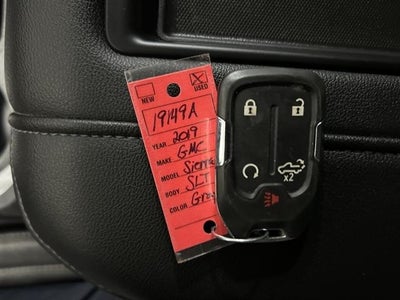 NEW
USED
19149A
YEAR 2019
MAKE GMC
MODEL Sierra
BODY SLT
COLOR Grey
x2